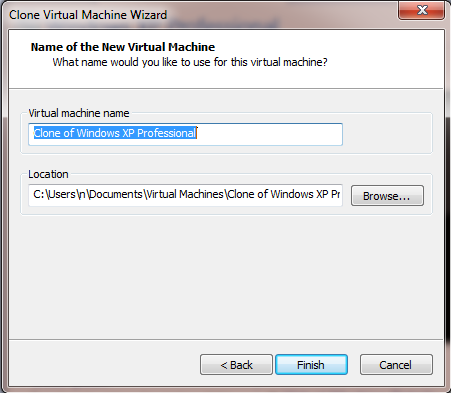 Clone Virtual Machine Wizard
Name of the New Virtual Machine
What name would you like to use for this virtual machine?
Virtual machine name
Clone of Windows XP Professional
Location
C:\Users\n\Documents\Virtual Machines\Clone of Windows XP Pr
Browse...
< Back
Finish
Cancel